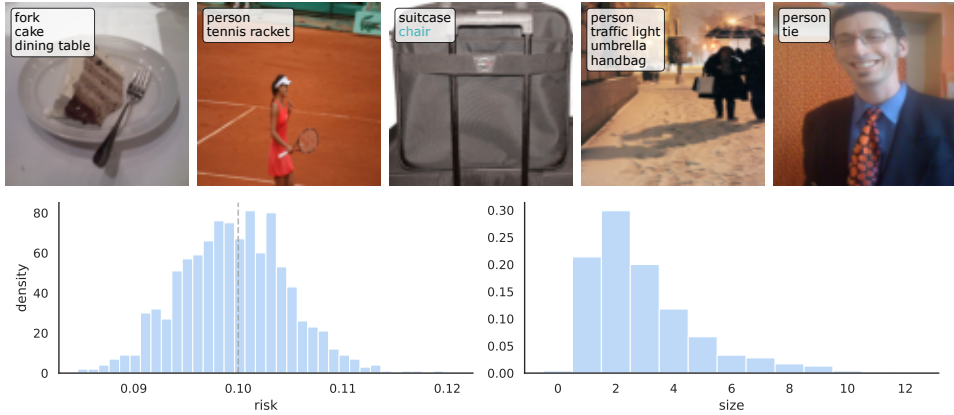 fork
cake
dining table
person
tennis racket
suitcase
chair
person
traffic light
umbrella
handbag
person
tie
density
80
60
40
20
0
0.09 0.10 0.11 0.12
risk
0.30
0.25
0.20
0.15
0.10
0.05
0.00
0 2 4 6 8 10 12
size